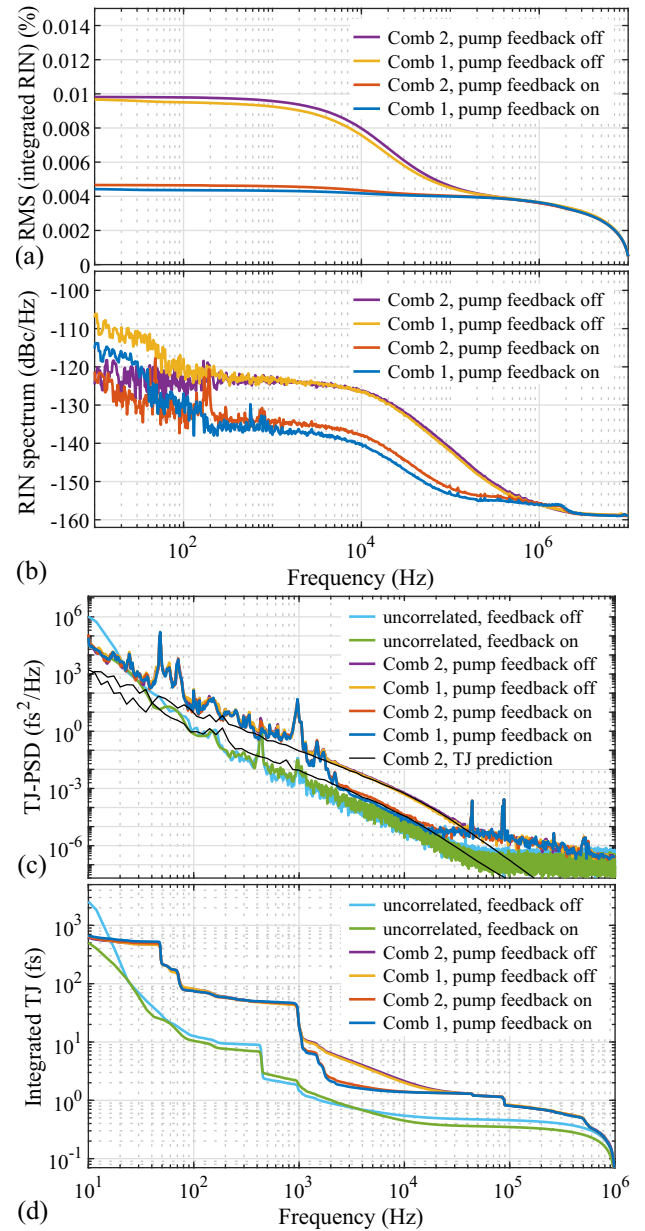 0.014
0.012
0.01
0.008
0.006
0.004
0.002
0
RMS (integrated RIN) (%)
Comb 2, pump feedback off
Comb 1, pump feedback off
Comb 2, pump feedback on
Comb 1, pump feedback on
(a)
-100
-110
-120
-130
-140
-150
-160
RIN spectrum (dBc/Hz)
Comb 2, pump feedback off
Comb 1, pump feedback off
Comb 2, pump feedback on
Comb 1, pump feedback on
10^2
10^4
10^6
(b)
Frequency (Hz)
10^6
10^3
10^0
10^-3
10^-6
TJ-PSD (fs^2/Hz)
uncorrelated, feedback off
uncorrelated, feedback on
Comb 2, pump feedback off
Comb 1, pump feedback off
Comb 2, pump feedback on
Comb 1, pump feedback on
Comb 2, TJ prediction
(c)
10^3
10^2
10^1
10^0
10^-1
Integrated TJ (fs)
uncorrelated, feedback off
uncorrelated, feedback on
Comb 2, pump feedback off
Comb 1, pump feedback off
Comb 2, pump feedback on
Comb 1, pump feedback on
10^1
10^2
10^3
10^4
10^5
10^6
(d)
Frequency (Hz)